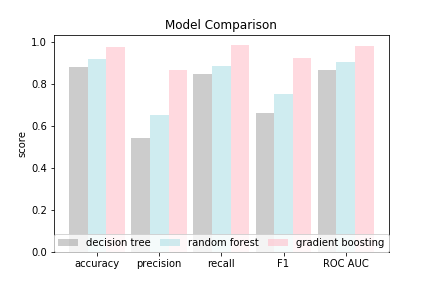 Model Comparison
1.0
0.8
0.6
0.4
0.2
0.0
score
decision tree random forest gradient boosting
accuracy precision recall F1 ROC AUC